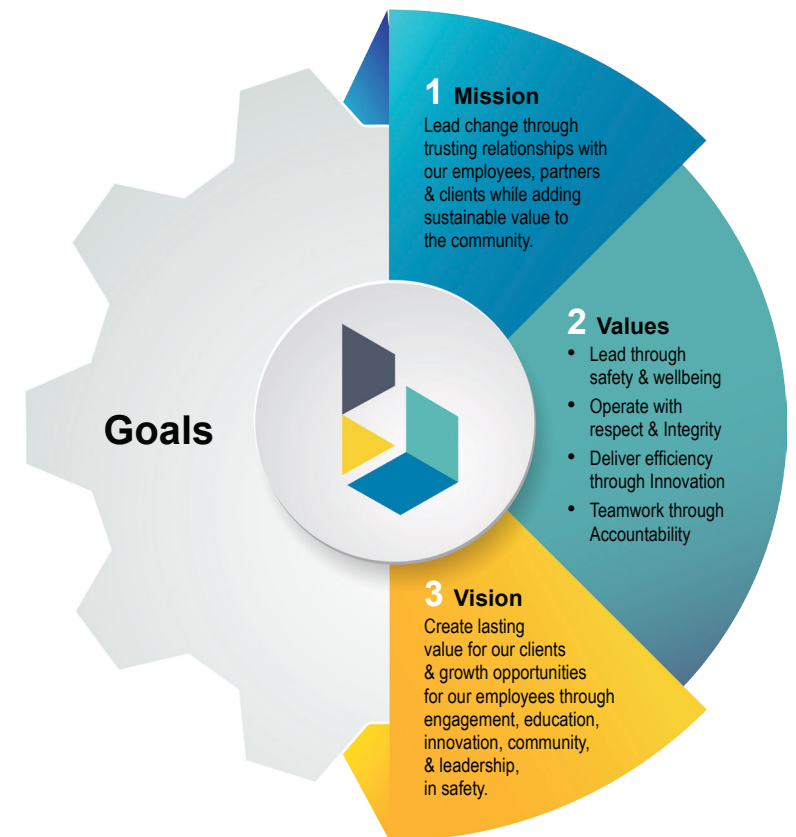 1 Mission
Lead change through
trusting relationships with
our employees, partners
& clients while adding
sustainable value to
the community.
2 Values
• Lead through
safety & wellbeing
• Operate with
respect & Integrity
• Deliver efficiency
through Innovation
• Teamwork through
Accountability
Goals
3 Vision
Create lasting
value for our clients
& growth opportunities
for our employees through
engagement, education,
innovation, community,
& leadership,
in safety.